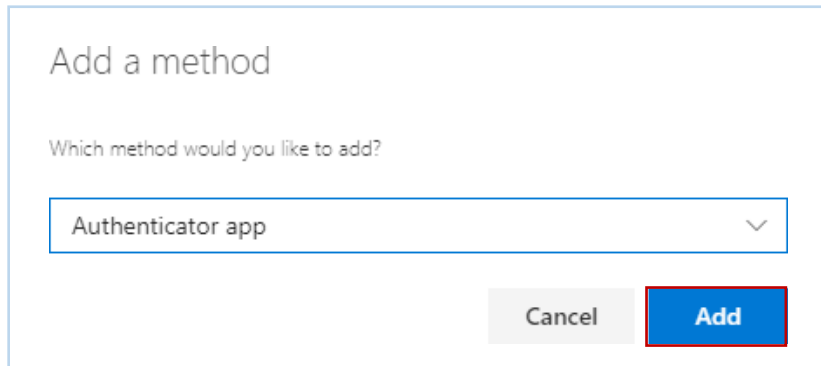 Add a method
Which method would you like to add?
Authenticator app
Cancel Add